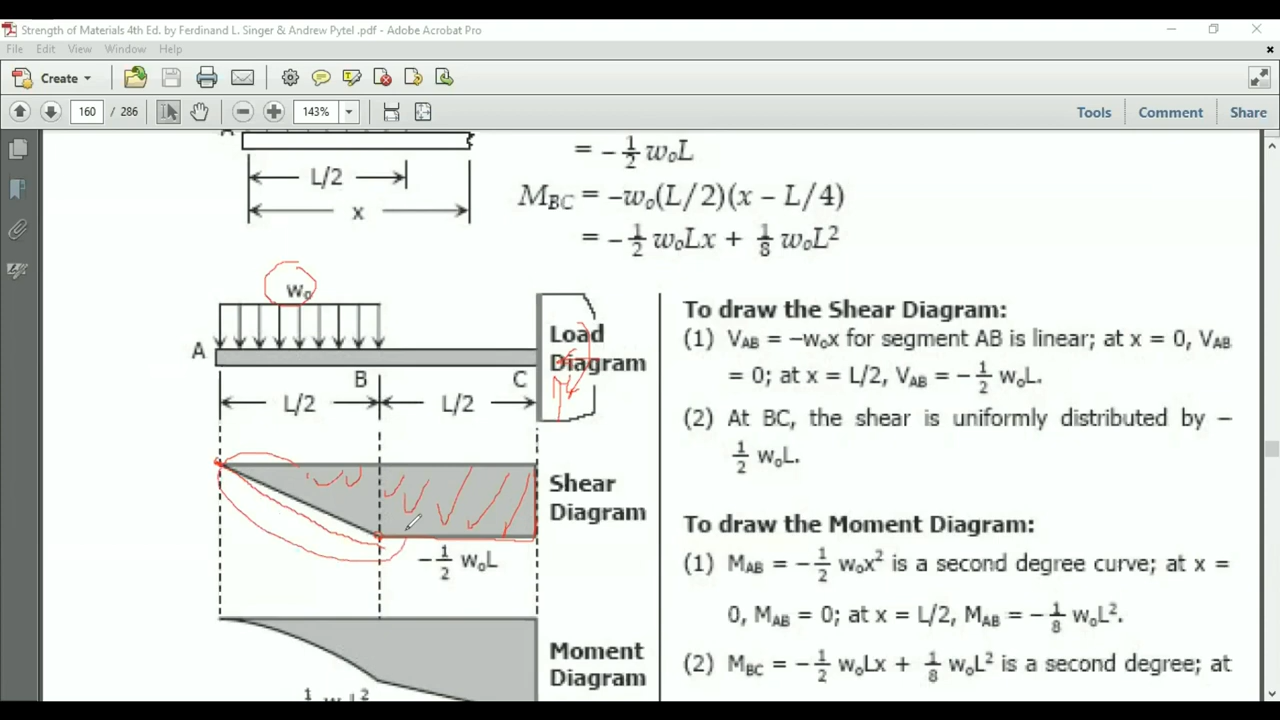 Strength of Materials 4th Ed. by Ferdinand L. Singer & Andrew Pytel .pdf - Adobe Acrobat Pro
File Edit View Window Help
Create
160 / 286 143% Tools Comment Share
= – 1/2 w₀L
L/2
M_BC = –w₀(L/2)(x – L/4)
x
= – 1/2 w₀Lx + 1/8 w₀L²
w₀
A
B
C
Load
Diagram
L/2
L/2
Shear
Diagram
– 1/2 w₀L
Moment
Diagram
To draw the Shear Diagram:
(1) V_AB = –w₀x for segment AB is linear; at x = 0, V_AB
= 0; at x = L/2, V_AB = – 1/2 w₀L.
(2) At BC, the shear is uniformly distributed by –
1/2 w₀L.
To draw the Moment Diagram:
(1) M_AB = – 1/2 w₀x² is a second degree curve; at x =
0, M_AB = 0; at x = L/2, M_AB = – 1/8 w₀L².
(2) M_BC = – 1/2 w₀Lx + 1/8 w₀L² is a second degree; at